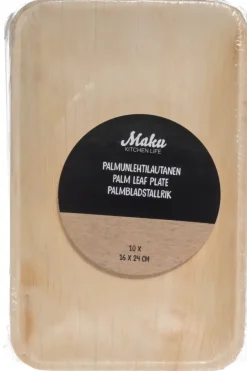 Maku
KITCHEN LIFE
PALMUNLEHTILAUTANEN
PALM LEAF PLATE
PALMBLADSTALLRIK
10 X
16 X 24 CM